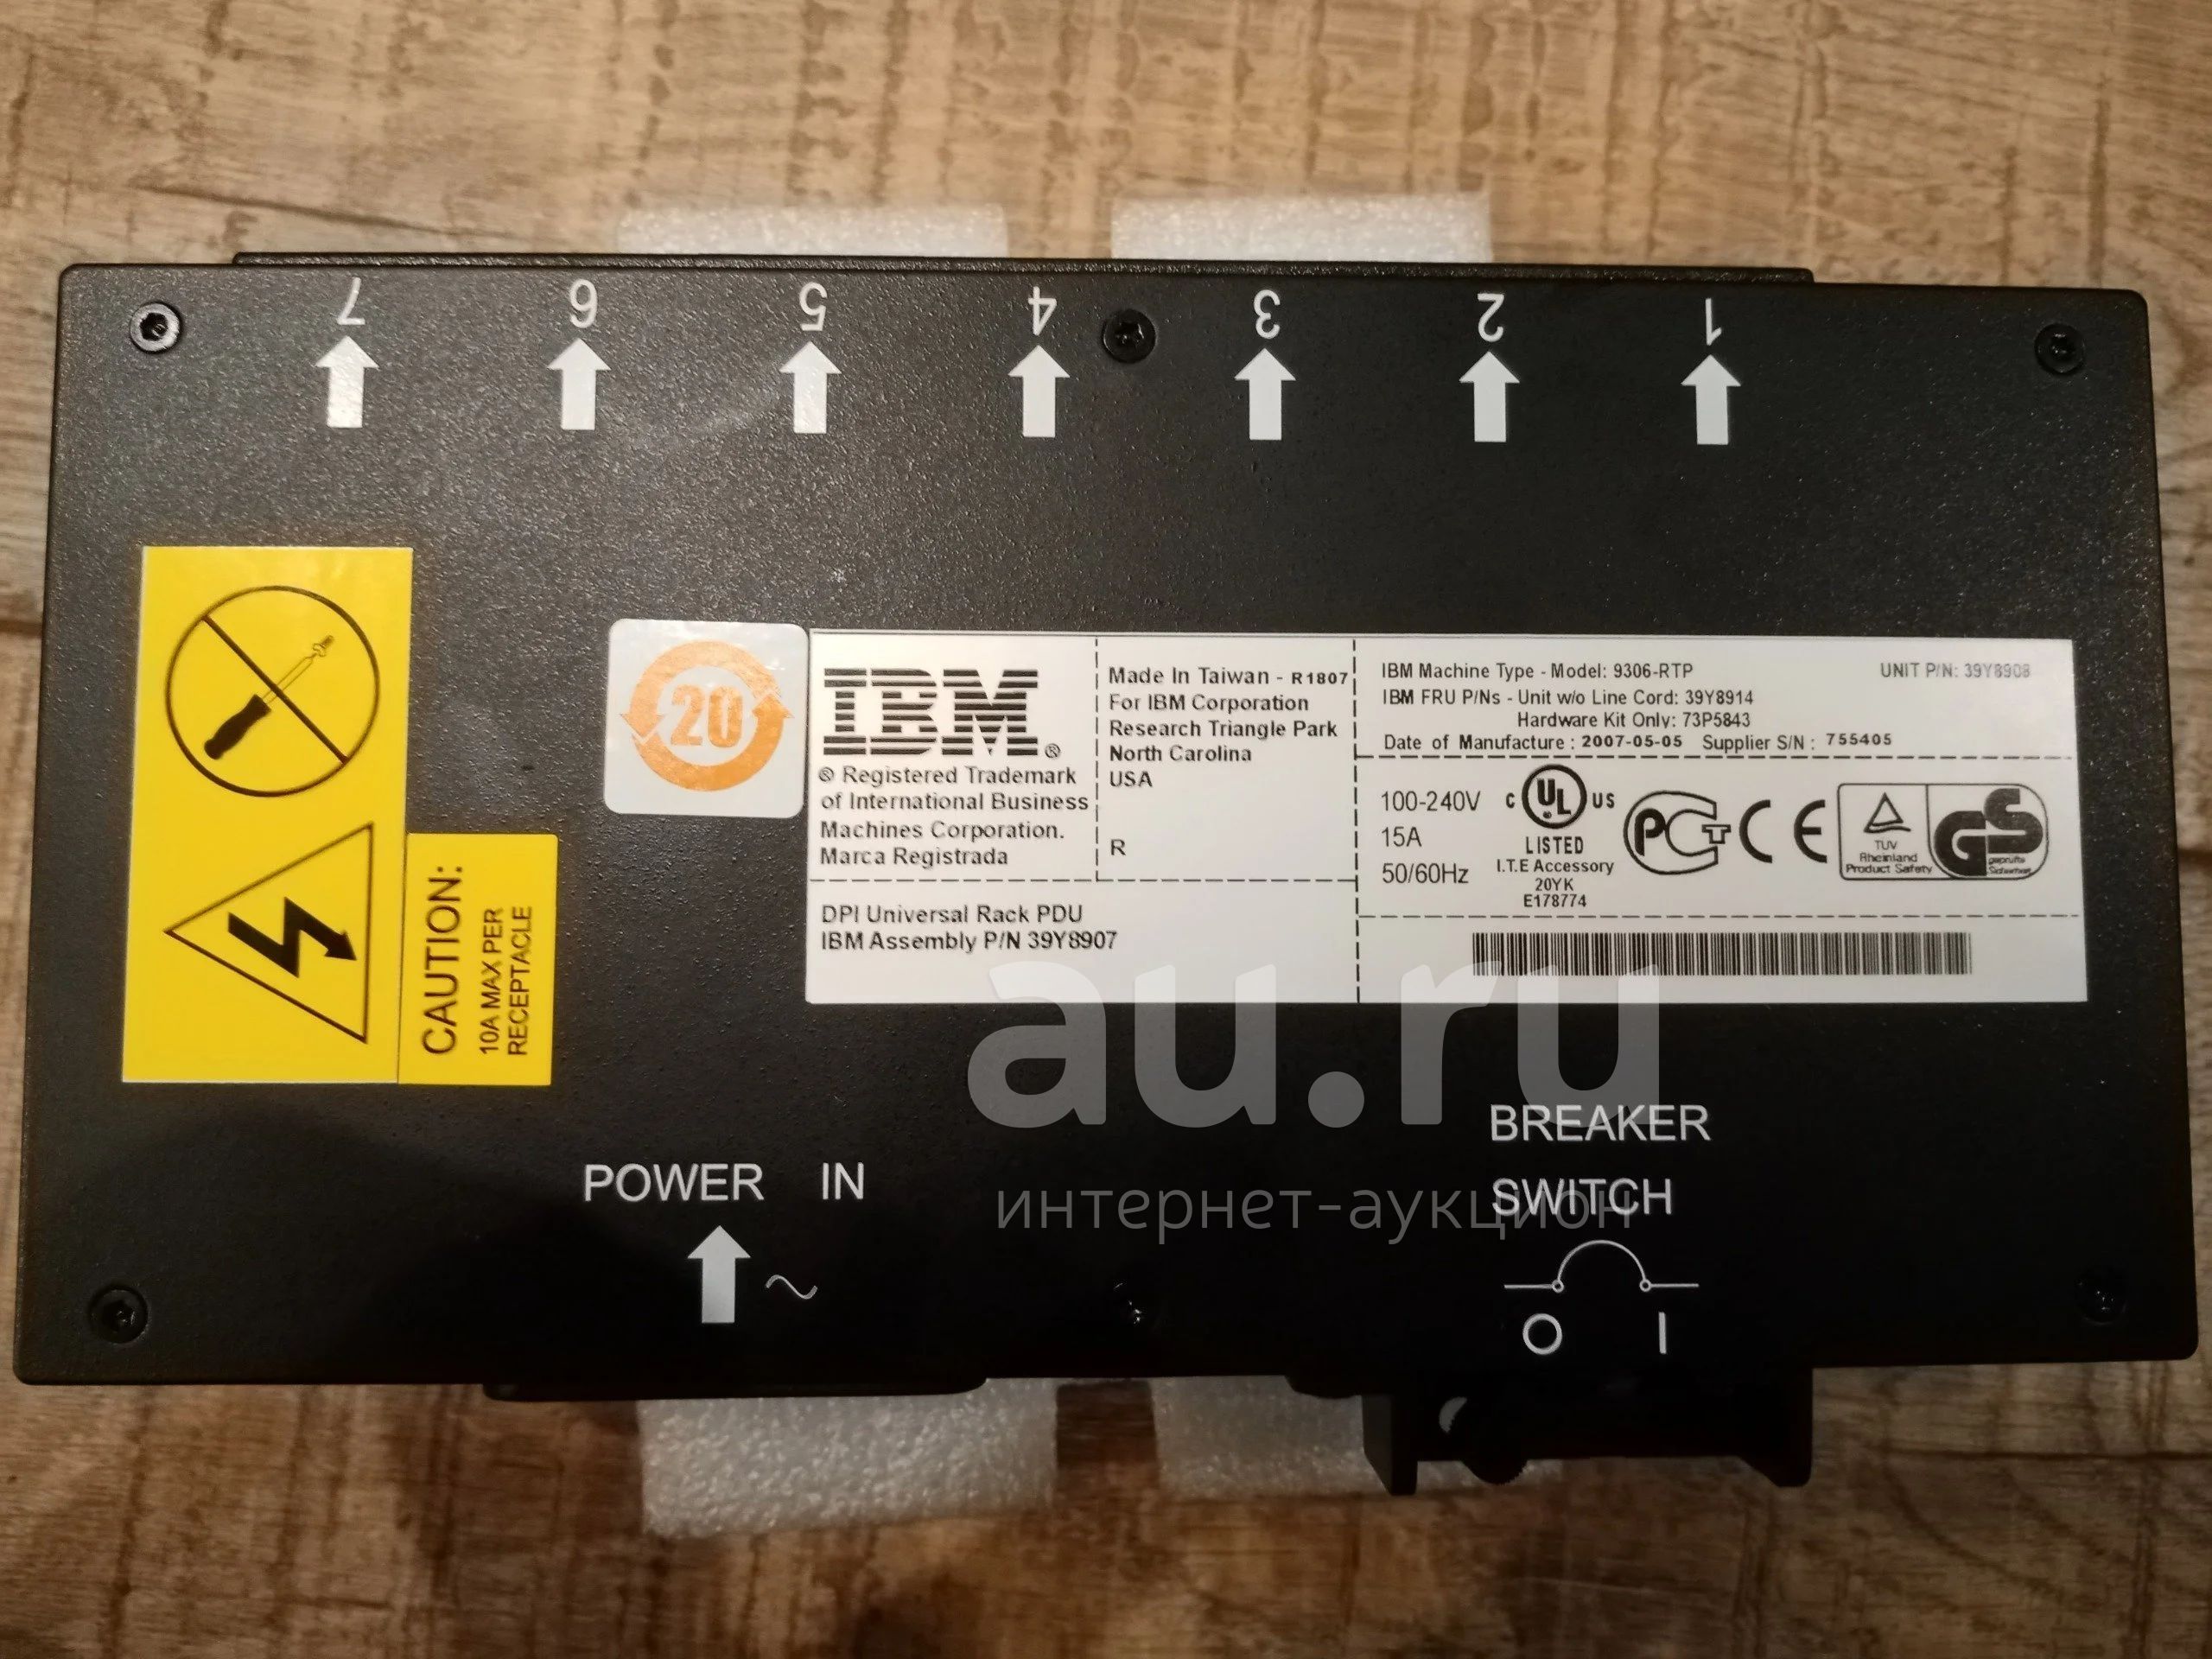 7 6 5 4 3 2 1
20
IBM®
® Registered Trademark
of International Business
Machines Corporation.
Marca Registrada
Made In Taiwan - R1807
For IBM Corporation
Research Triangle Park
North Carolina
USA
R
DPI Universal Rack PDU
IBM Assembly P/N 39Y8907
IBM Machine Type - Model: 9306-RTP
UNIT P/N: 39Y8908
IBM FRU P/Ns - Unit w/o Line Cord: 39Y8914
Hardware Kit Only: 73P5843
Date of Manufacture : 2007-05-05 Supplier S/N : 755405
100-240V
15A
50/60Hz
C UL US
LISTED
I.T.E Accessory
20YK
E178774
РСТ
CE
TUV
Rheinland
Product Safety
GS
geprüfte
Sicherheit
CAUTION:
10A MAX PER
RECEPTACLE
au.ru
интернет-аукцион
POWER IN
BREAKER
SWITCH
O I